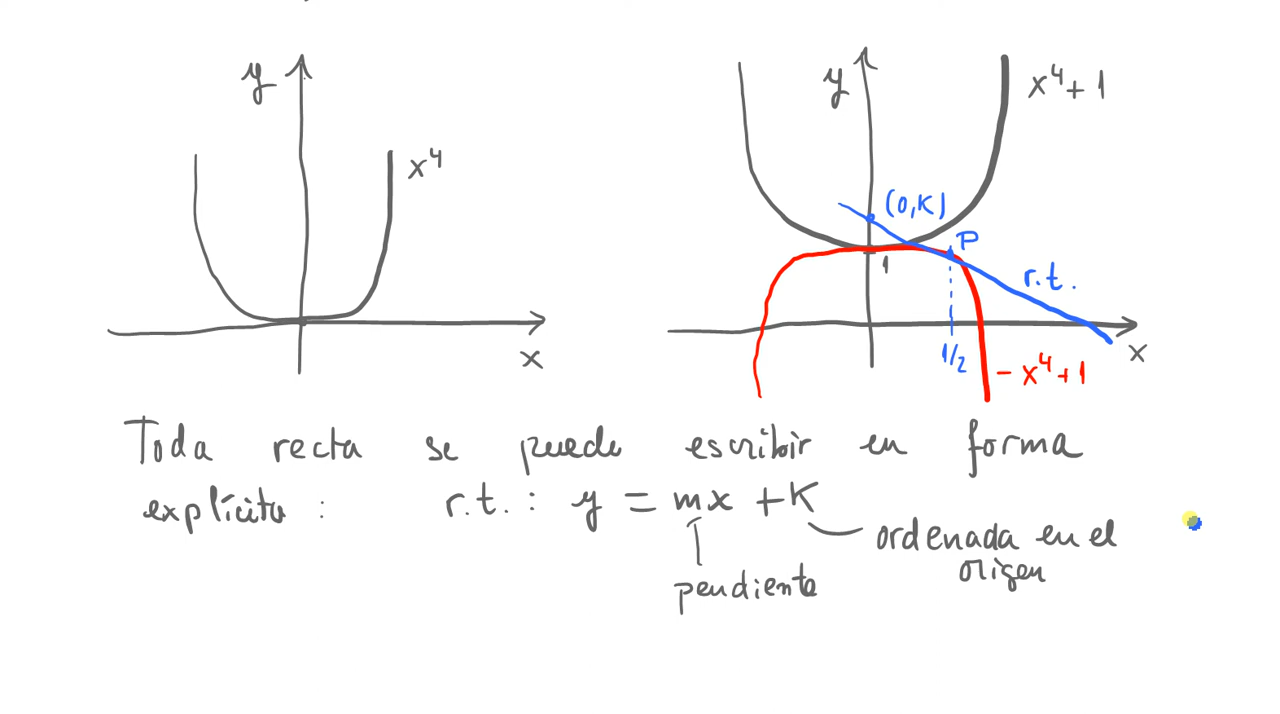 y
x⁴
x
y
x⁴+1
(0,K)
P
1
r.t.
1/2
x
-x⁴+1
Toda recta se puede escribir en forma
explícita : r.t. : y = mx + K
ordenada en el
origen
pendiente